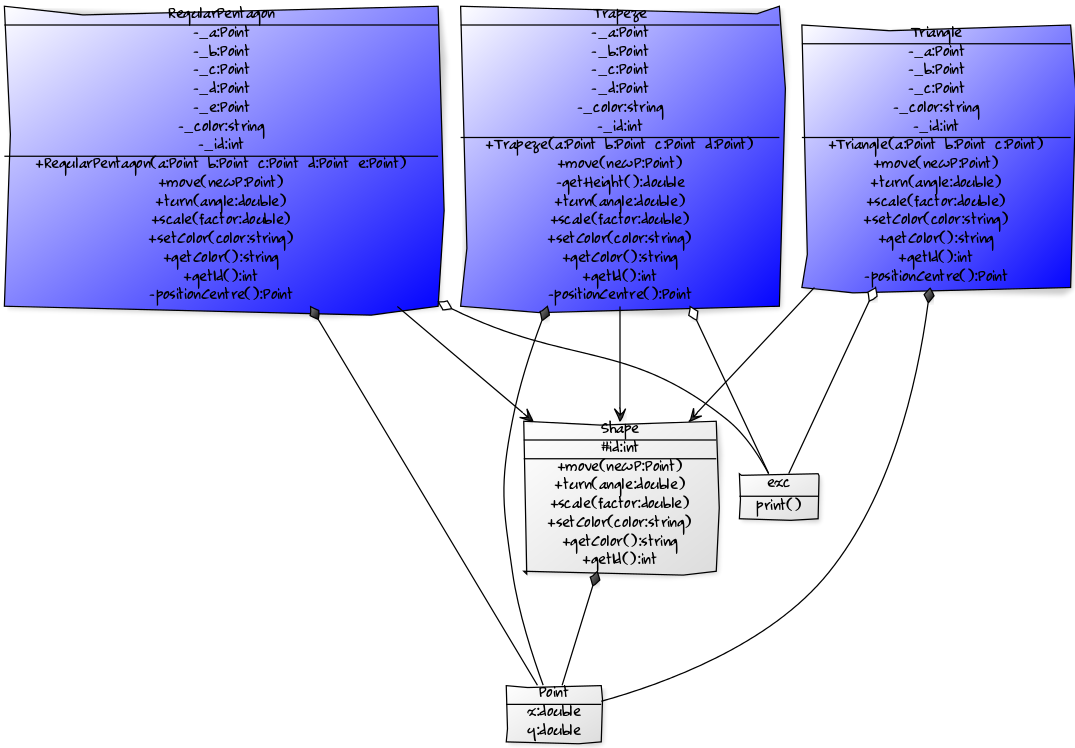 RegularPentagon
-_a:Point
-_b:Point
-_c:Point
-_d:Point
-_e:Point
-_color:string
-_id:int
+RegularPentagon(a:Point b:Point c:Point d:Point e:Point)
+move(newP:Point)
+turn(angle:double)
+scale(factor:double)
+setColor(color:string)
+getColor():string
+getId():int
-positionCentre():Point
Trapeze
-_a:Point
-_b:Point
-_c:Point
-_d:Point
-_color:string
-_id:int
+Trapeze(a:Point b:Point c:Point d:Point)
+move(newP:Point)
-getHeight():double
+turn(angle:double)
+scale(factor:double)
+setColor(color:string)
+getColor():string
+getId():int
-positionCentre():Point
Triangle
-_a:Point
-_b:Point
-_c:Point
-_color:string
-_id:int
+Triangle(a:Point b:Point c:Point)
+move(newP:Point)
+turn(angle:double)
+scale(factor:double)
+setColor(color:string)
+getColor():string
+getId():int
-positionCentre():Point
Shape
#id:int
+move(newP:Point)
+turn(angle:double)
+scale(factor:double)
+setColor(color:string)
+getColor():string
+getId():int
exc
print()
Point
x:double
y:double